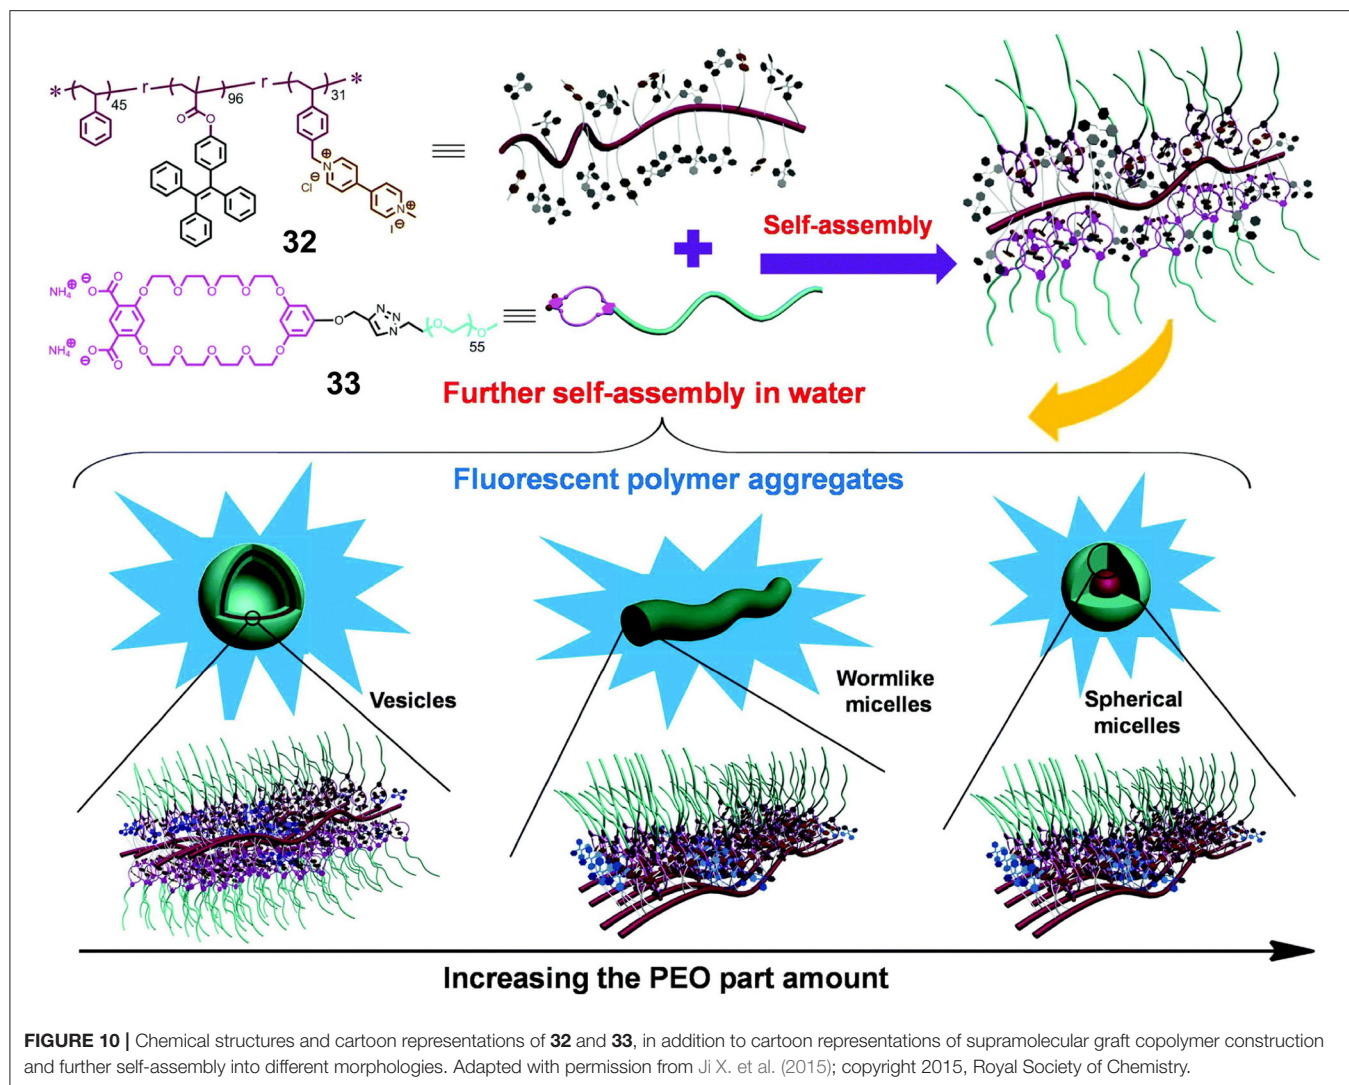 * 45 r 96 r 31 *
O O
N ⊕ Cl ⊖
N ⊕ I ⊖
32
Self-assembly
NH4 ⊕ ⊖ O O O O O O O
O N N N O O 55
NH4 ⊕ ⊖ O O O O O O O
33
Further self-assembly in water
Fluorescent polymer aggregates
Vesicles
Wormlike
micelles
Spherical
micelles
Increasing the PEO part amount
FIGURE 10 | Chemical structures and cartoon representations of 32 and 33, in addition to cartoon representations of supramolecular graft copolymer construction
and further self-assembly into different morphologies. Adapted with permission from Ji X. et al. (2015); copyright 2015, Royal Society of Chemistry.